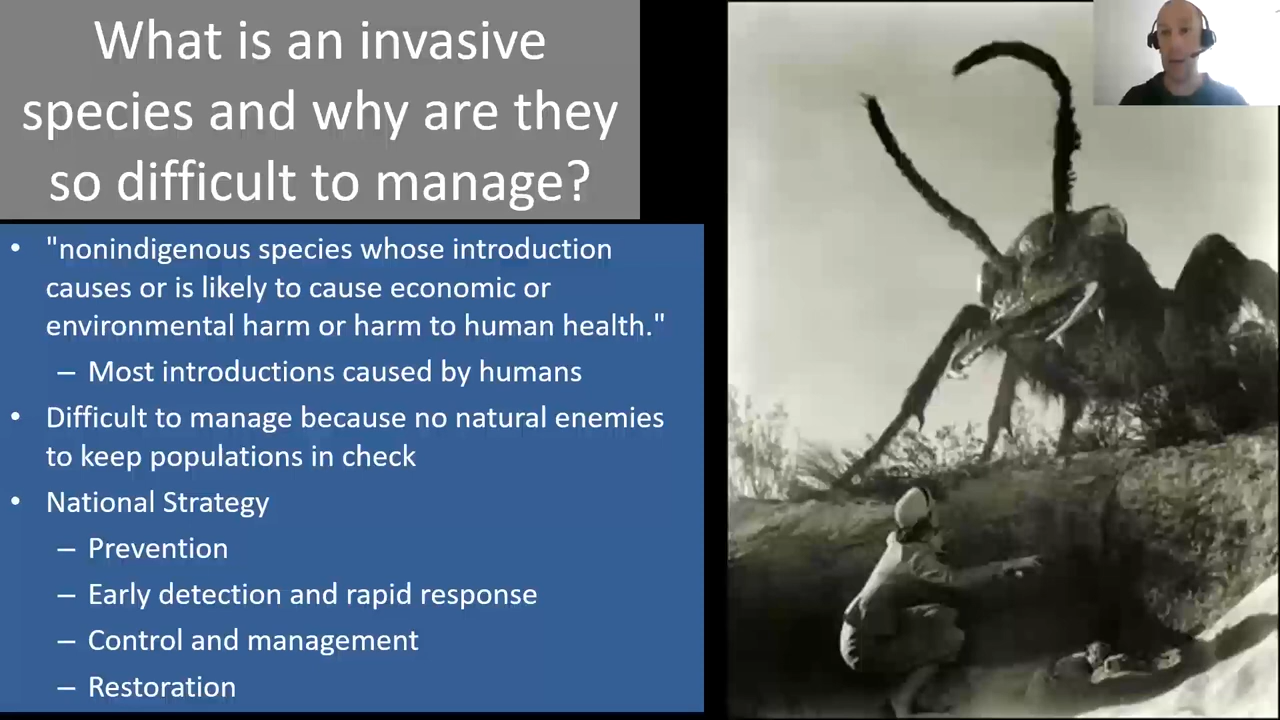 What is an invasive
species and why are they
so difficult to manage?
• "nonindigenous species whose introduction
causes or is likely to cause economic or
environmental harm or harm to human health."
– Most introductions caused by humans
• Difficult to manage because no natural enemies
to keep populations in check
• National Strategy
– Prevention
– Early detection and rapid response
– Control and management
– Restoration